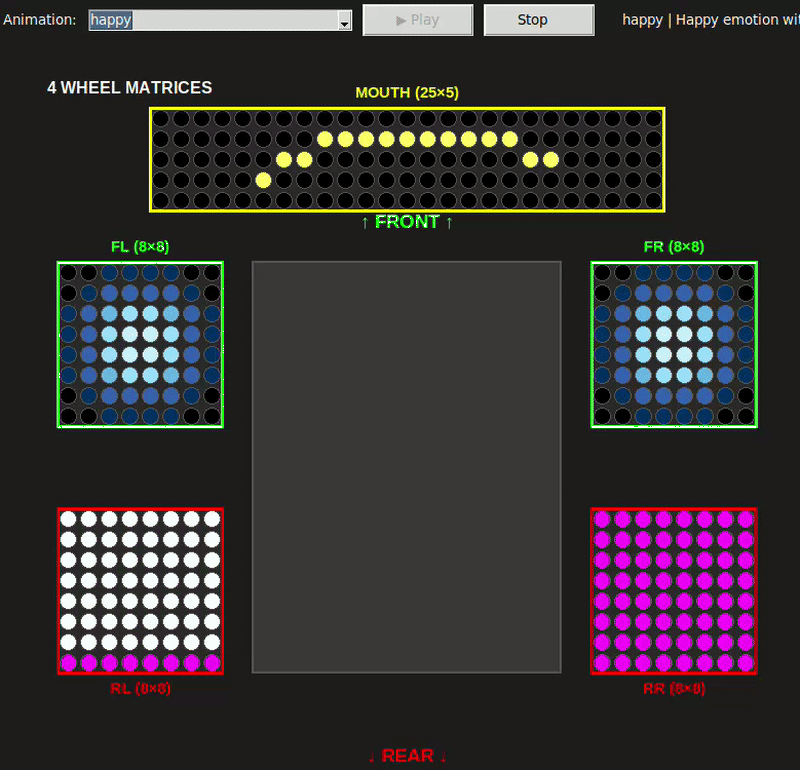 Animation: happy ▶ Play Stop happy | Happy emotion wit
4 WHEEL MATRICES
MOUTH (25×5)
↑ FRONT ↑
FL (8×8) FR (8×8)
RL (8×8) RR (8×8)
↓ REAR ↓